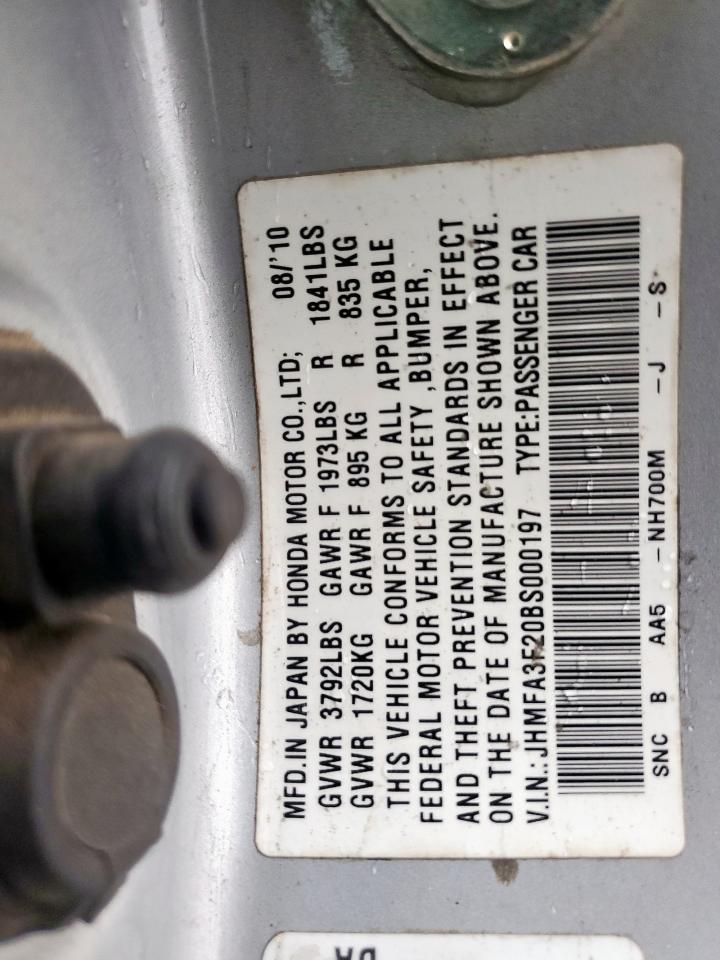 MFD.IN JAPAN BY HONDA MOTOR CO.,LTD; 08/'10
GVWR 3792LBS GAWR F 1973LBS R 1841LBS
GVWR 1720KG GAWR F 895 KG R 835 KG
THIS VEHICLE CONFORMS TO ALL APPLICABLE
FEDERAL MOTOR VEHICLE SAFETY ,BUMPER,
AND THEFT PREVENTION STANDARDS IN EFFECT
ON THE DATE OF MANUFACTURE SHOWN ABOVE.
V.I.N.: JHMFA3F20BS000197 TYPE:PASSENGER CAR
SNC B AA5 -NH700M -J -S